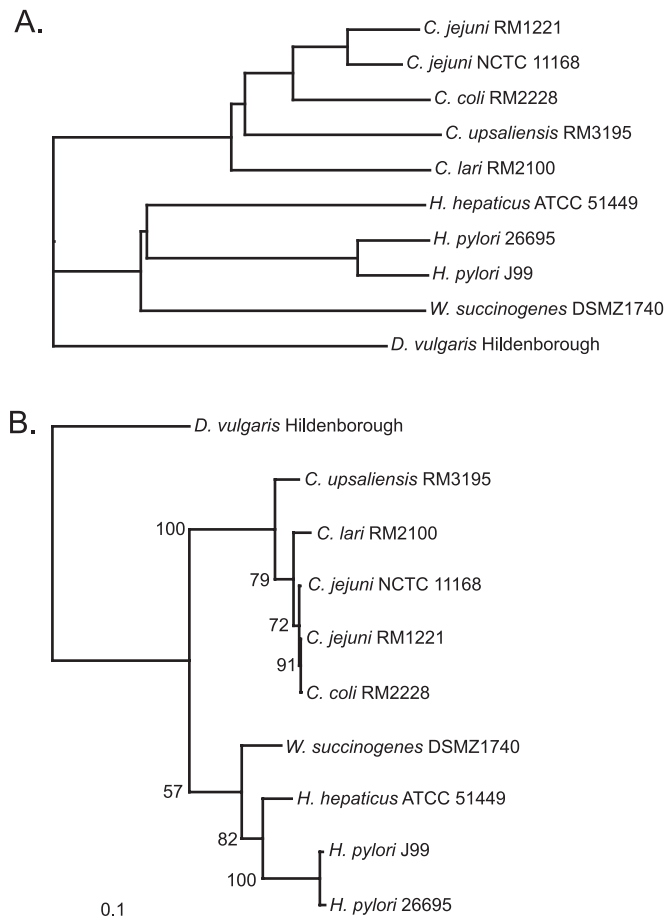 A.
C. jejuni RM1221
C. jejuni NCTC 11168
C. coli RM2228
C. upsaliensis RM3195
C. lari RM2100
H. hepaticus ATCC 51449
H. pylori 26695
H. pylori J99
W. succinogenes DSMZ1740
D. vulgaris Hildenborough
B.
D. vulgaris Hildenborough
C. upsaliensis RM3195
100
C. lari RM2100
79
C. jejuni NCTC 11168
72
C. jejuni RM1221
91
C. coli RM2228
W. succinogenes DSMZ1740
57
H. hepaticus ATCC 51449
82
H. pylori J99
100
H. pylori 26695
0.1